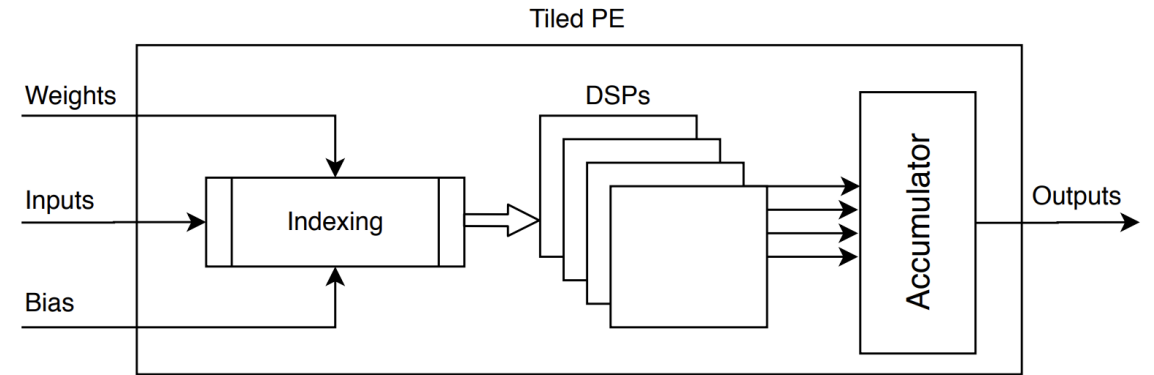 Tiled PE
Weights
DSPs
Inputs
Indexing
Accumulator
Outputs
Bias